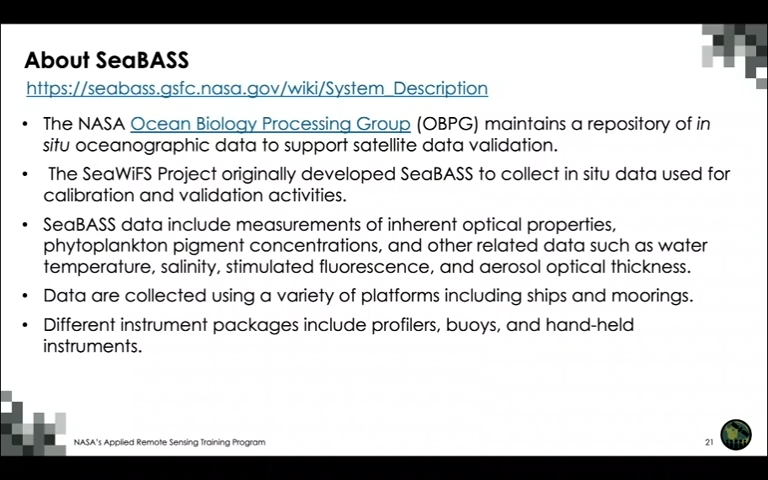 About SeaBASS
https://seabass.gsfc.nasa.gov/wiki/System_Description
• The NASA Ocean Biology Processing Group (OBPG) maintains a repository of in
situ oceanographic data to support satellite data validation.
• The SeaWiFS Project originally developed SeaBASS to collect in situ data used for
calibration and validation activities.
• SeaBASS data include measurements of inherent optical properties,
phytoplankton pigment concentrations, and other related data such as water
temperature, salinity, stimulated fluorescence, and aerosol optical thickness.
• Data are collected using a variety of platforms including ships and moorings.
• Different instrument packages include profilers, buoys, and hand-held
instruments.
NASA's Applied Remote Sensing Training Program
21